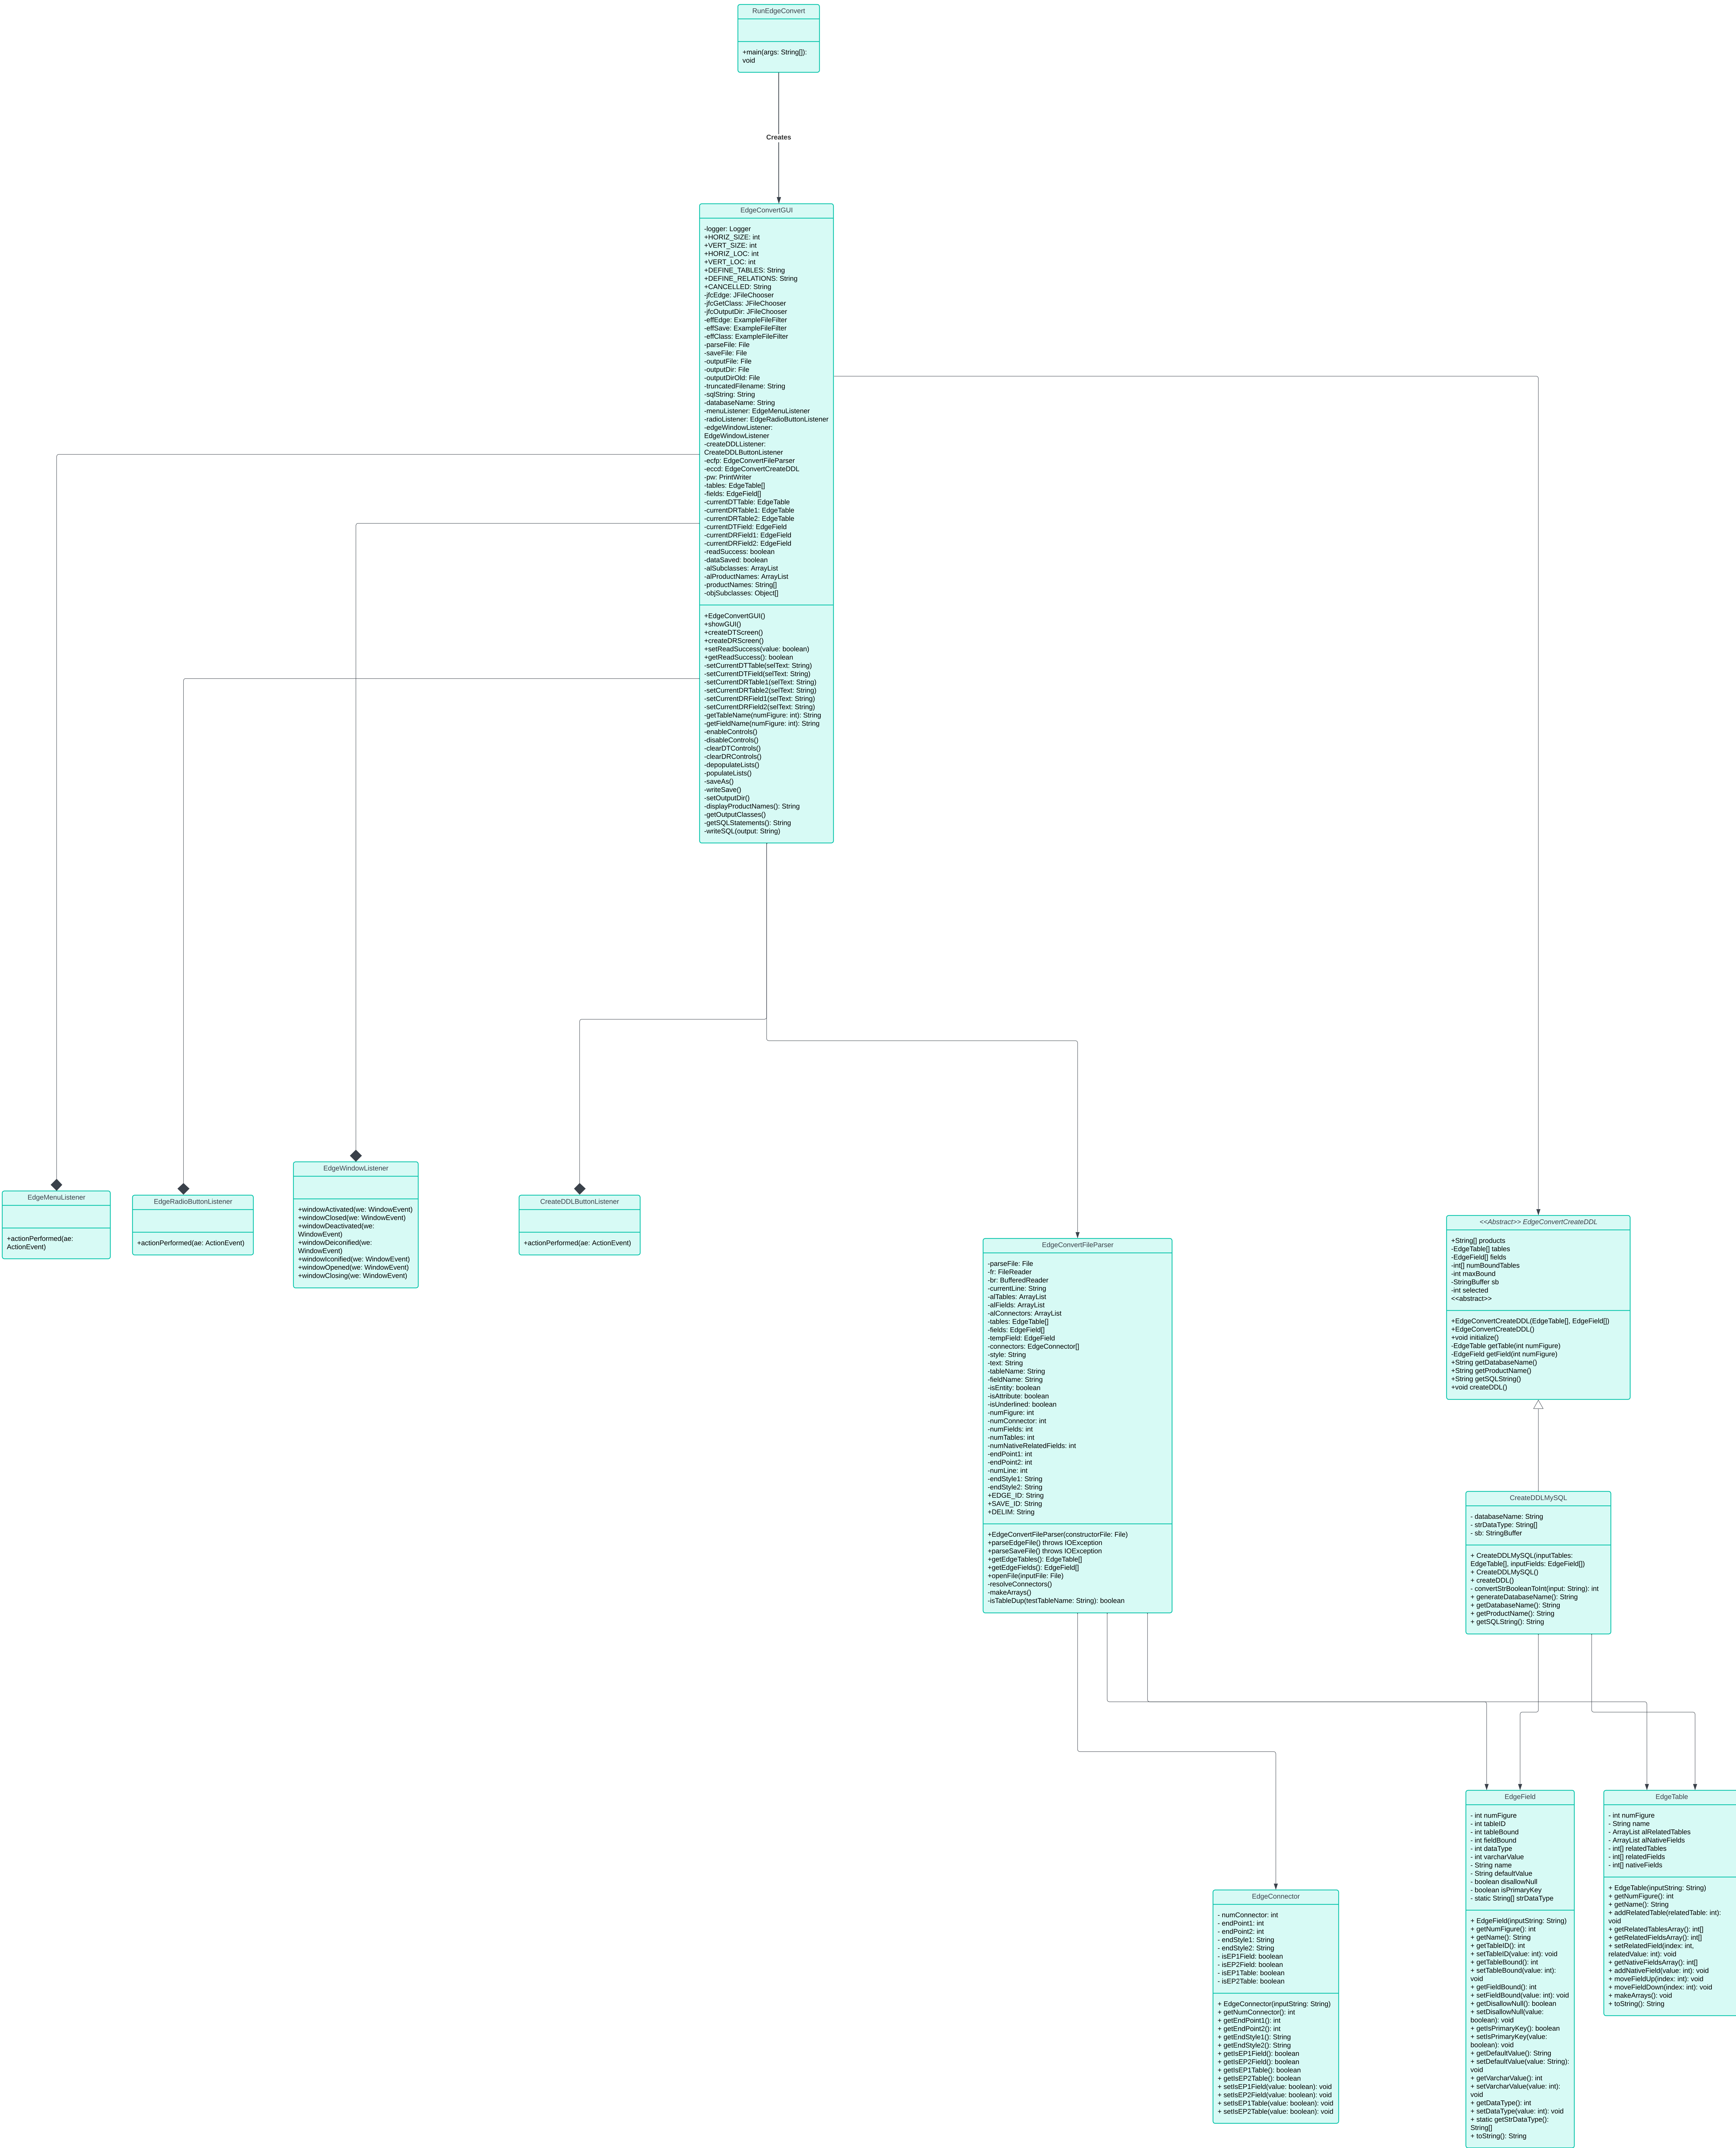 RunEdgeConvert
+main(args: String[]):
void
Creates
EdgeConvertGUI
-logger: Logger
+HORIZ_SIZE: int
+VERT_SIZE: int
+HORIZ_LOC: int
+VERT_LOC: int
+DEFINE_TABLES: String
+DEFINE_RELATIONS: String
+CANCELLED: String
-jfcEdge: JFileChooser
-jfcGetClass: JFileChooser
-jfcOutputDir: JFileChooser
-effEdge: ExampleFileFilter
-effSave: ExampleFileFilter
-effClass: ExampleFileFilter
-parseFile: File
-saveFile: File
-outputFile: File
-outputDir: File
-outputDirOld: File
-truncatedFilename: String
-sqlString: String
-databaseName: String
-menuListener: EdgeMenuListener
-radioListener: EdgeRadioButtonListener
-edgeWindowListener:
EdgeWindowListener
-createDDLListener:
CreateDDLButtonListener
-ecfp: EdgeConvertFileParser
-eccd: EdgeConvertCreateDDL
-pw: PrintWriter
-tables: EdgeTable[]
-fields: EdgeField[]
-currentDTTable: EdgeTable
-currentDRTable1: EdgeTable
-currentDRTable2: EdgeTable
-currentDTField: EdgeField
-currentDRField1: EdgeField
-currentDRField2: EdgeField
-readSuccess: boolean
-dataSaved: boolean
-alSubclasses: ArrayList
-alProductNames: ArrayList
-productNames: String[]
-objSubclasses: Object[]
+EdgeConvertGUI()
+showGUI()
+createDTScreen()
+createDRScreen()
+setReadSuccess(value: boolean)
+getReadSuccess(): boolean
-setCurrentDTTable(selText: String)
-setCurrentDTField(selText: String)
-setCurrentDRTable1(selText: String)
-setCurrentDRTable2(selText: String)
-setCurrentDRField1(selText: String)
-setCurrentDRField2(selText: String)
-getTableName(numFigure: int): String
-getFieldName(numFigure: int): String
-enableControls()
-disableControls()
-clearDTControls()
-clearDRControls()
-depopulateLists()
-populateLists()
-saveAs()
-writeSave()
-setOutputDir()
-displayProductNames(): String
-getOutputClasses()
-getSQLStatements(): String
-writeSQL(output: String)
EdgeMenuListener
+actionPerformed(ae:
ActionEvent)
EdgeRadioButtonListener
+actionPerformed(ae: ActionEvent)
EdgeWindowListener
+windowActivated(we: WindowEvent)
+windowClosed(we: WindowEvent)
+windowDeactivated(we:
WindowEvent)
+windowDeiconified(we:
WindowEvent)
+windowIconified(we: WindowEvent)
+windowOpened(we: WindowEvent)
+windowClosing(we: WindowEvent)
CreateDDLButtonListener
+actionPerformed(ae: ActionEvent)
EdgeConvertFileParser
-parseFile: File
-fr: FileReader
-br: BufferedReader
-currentLine: String
-alTables: ArrayList
-alFields: ArrayList
-alConnectors: ArrayList
-tables: EdgeTable[]
-fields: EdgeField[]
-tempField: EdgeField
-connectors: EdgeConnector[]
-style: String
-text: String
-tableName: String
-fieldName: String
-isEntity: boolean
-isAttribute: boolean
-isUnderlined: boolean
-numFigure: int
-numConnector: int
-numFields: int
-numTables: int
-numNativeRelatedFields: int
-endPoint1: int
-endPoint2: int
-numLine: int
-endStyle1: String
-endStyle2: String
+EDGE_ID: String
+SAVE_ID: String
+DELIM: String
+EdgeConvertFileParser(constructorFile: File)
+parseEdgeFile() throws IOException
+parseSaveFile() throws IOException
+getEdgeTables(): EdgeTable[]
+getEdgeFields(): EdgeField[]
+openFile(inputFile: File)
-resolveConnectors()
-makeArrays()
-isTableDup(testTableName: String): boolean
<<Abstract>> EdgeConvertCreateDDL
+String[] products
-EdgeTable[] tables
-EdgeField[] fields
-int[] numBoundTables
-int maxBound
-StringBuffer sb
-int selected
<<abstract>>
+EdgeConvertCreateDDL(EdgeTable[], EdgeField[])
+EdgeConvertCreateDDL()
+void initialize()
-EdgeTable getTable(int numFigure)
-EdgeField getField(int numFigure)
+String getDatabaseName()
+String getProductName()
+String getSQLString()
+void createDDL()
CreateDDLMySQL
- databaseName: String
- strDataType: String[]
- sb: StringBuffer
+ CreateDDLMySQL(inputTables:
EdgeTable[], inputFields: EdgeField[])
+ CreateDDLMySQL()
+ createDDL()
- convertStrBooleanToInt(input: String): int
+ generateDatabaseName(): String
+ getDatabaseName(): String
+ getProductName(): String
+ getSQLString(): String
EdgeConnector
- numConnector: int
- endPoint1: int
- endPoint2: int
- endStyle1: String
- endStyle2: String
- isEP1Field: boolean
- isEP2Field: boolean
- isEP1Table: boolean
- isEP2Table: boolean
+ EdgeConnector(inputString: String)
+ getNumConnector(): int
+ getEndPoint1(): int
+ getEndPoint2(): int
+ getEndStyle1(): String
+ getEndStyle2(): String
+ getIsEP1Field(): boolean
+ getIsEP2Field(): boolean
+ getIsEP1Table(): boolean
+ getIsEP2Table(): boolean
+ setIsEP1Field(value: boolean): void
+ setIsEP2Field(value: boolean): void
+ setIsEP1Table(value: boolean): void
+ setIsEP2Table(value: boolean): void
EdgeField
- int numFigure
- int tableID
- int tableBound
- int fieldBound
- int dataType
- int varcharValue
- String name
- String defaultValue
- boolean disallowNull
- boolean isPrimaryKey
- static String[] strDataType
+ EdgeField(inputString: String)
+ getNumFigure(): int
+ getName(): String
+ getTableID(): int
+ setTableID(value: int): void
+ getTableBound(): int
+ setTableBound(value: int):
void
+ getFieldBound(): int
+ setFieldBound(value: int): void
+ getDisallowNull(): boolean
+ setDisallowNull(value:
boolean): void
+ getIsPrimaryKey(): boolean
+ setIsPrimaryKey(value:
boolean): void
+ getDefaultValue(): String
+ setDefaultValue(value: String):
void
+ getVarcharValue(): int
+ setVarcharValue(value: int):
void
+ getDataType(): int
+ setDataType(value: int): void
+ static getStrDataType():
String[]
+ toString(): String
EdgeTable
- int numFigure
- String name
- ArrayList alRelatedTables
- ArrayList alNativeFields
- int[] relatedTables
- int[] relatedFields
- int[] nativeFields
+ EdgeTable(inputString: String)
+ getNumFigure(): int
+ getName(): String
+ addRelatedTable(relatedTable: int):
void
+ getRelatedTablesArray(): int[]
+ getRelatedFieldsArray(): int[]
+ setRelatedField(index: int,
relatedValue: int): void
+ getNativeFieldsArray(): int[]
+ addNativeField(value: int): void
+ moveFieldUp(index: int): void
+ moveFieldDown(index: int): void
+ makeArrays(): void
+ toString(): String